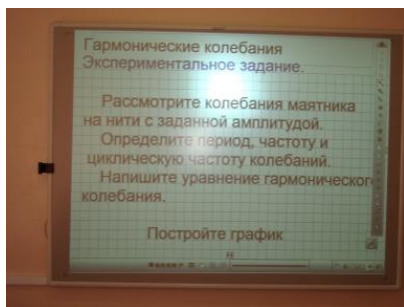 Гармонические колебания
Экспериментальное задание.
Рассмотрите колебания маятника
на нити с заданной амплитудой.
Определите период, частоту и
циклическую частоту колебаний.
Напишите уравнение гармонического
колебания.
Постройте график